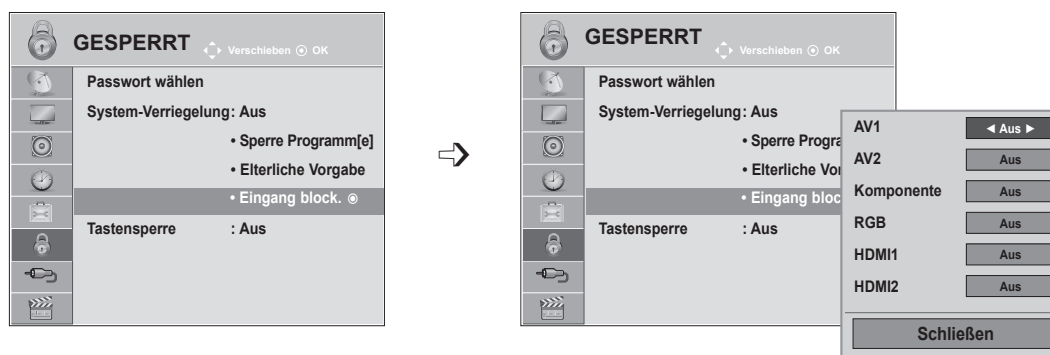 GESPERRT
Verschieben OK
Passwort wählen
System-Verriegelung: Aus
• Sperre Programm[e]
• Elterliche Vorgabe
• Eingang block.
Tastensperre : Aus
GESPERRT
Verschieben OK
Passwort wählen
System-Verriegelung: Aus
• Sperre Progra
• Elterliche Vor
• Eingang bloc
Tastensperre : Aus
AV1 ◄ Aus ►
AV2 Aus
Komponente Aus
RGB Aus
HDMI1 Aus
HDMI2 Aus
Schließen